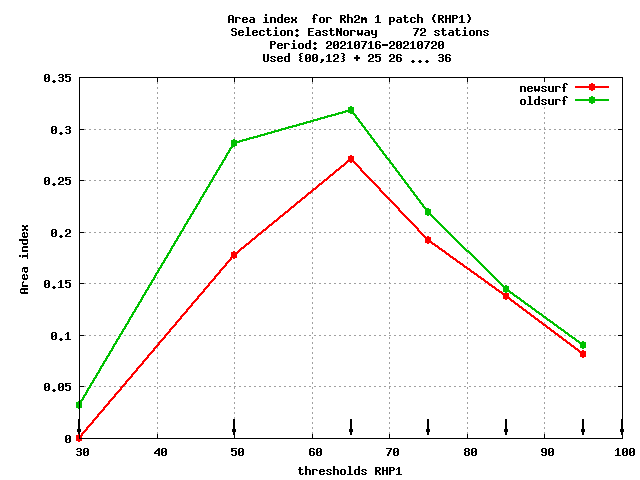 Area index  for Rh2m 1 patch (RHP1)
Selection: EastNorway     72 stations
Period: 20210716-20210720
Used {00,12} + 25 26 ... 36
newsurf
oldsurf
0.35
0.3
0.25
0.2
0.15
0.1
0.05
0
Area index
30 40 50 60 70 80 90 100
thresholds RHP1